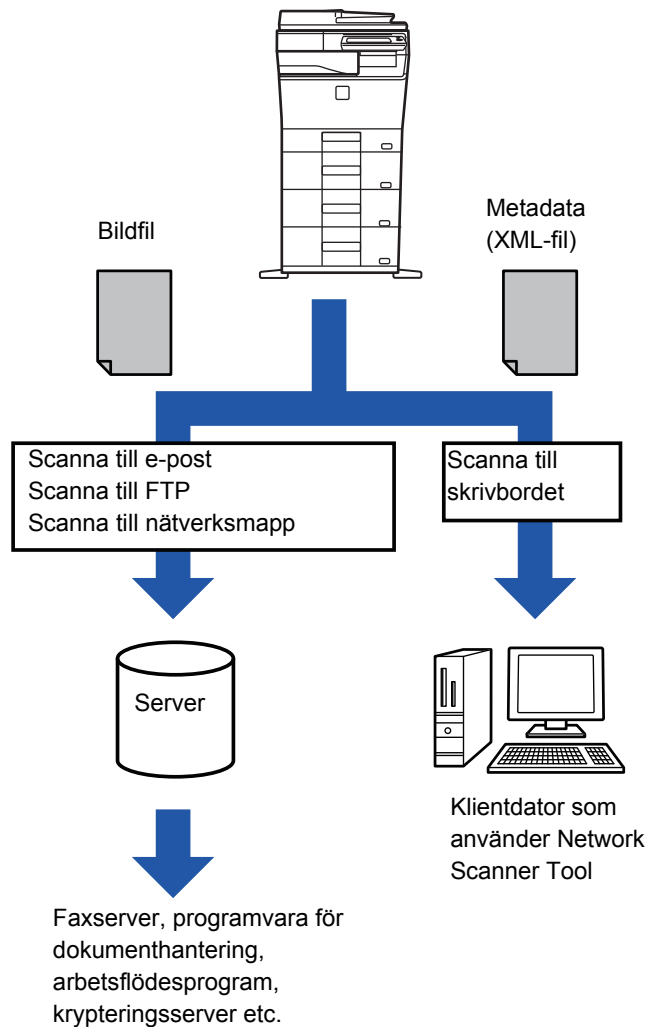 Bildfil
Metadata
(XML-fil)
Scanna till e-post
Scanna till FTP
Scanna till nätverksmapp
Scanna till
skrivbordet
Server
Klientdator som
använder Network
Scanner Tool
Faxserver, programvara för
dokumenthantering,
arbetsflödesprogram,
krypteringsserver etc.